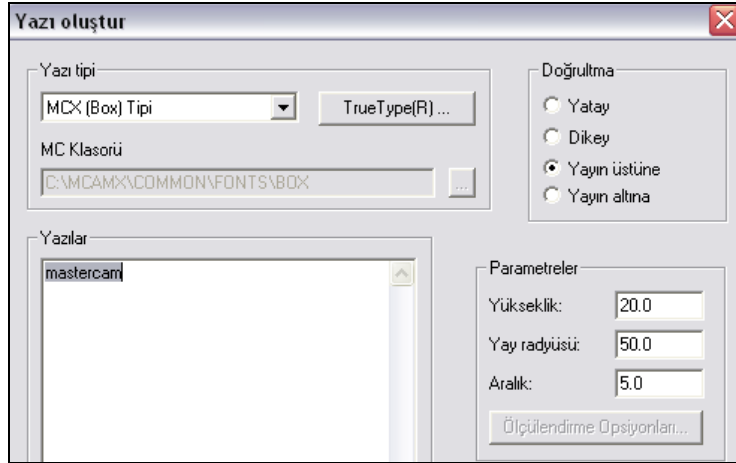 Yazı oluştur
Yazı tipi
MCX (Box) Tipi
TrueType(R) ...
MC Klasorü
C:\MCAMX\COMMON\FONTS\BOX
...
Doğrultma
Yatay
Dikey
Yayın üstüne
Yayın altına
Yazılar
mastercam
Parametreler
Yükseklik: 20.0
Yay radyüsü: 50.0
Aralık: 5.0
Ölçülendirme Opsiyonları...